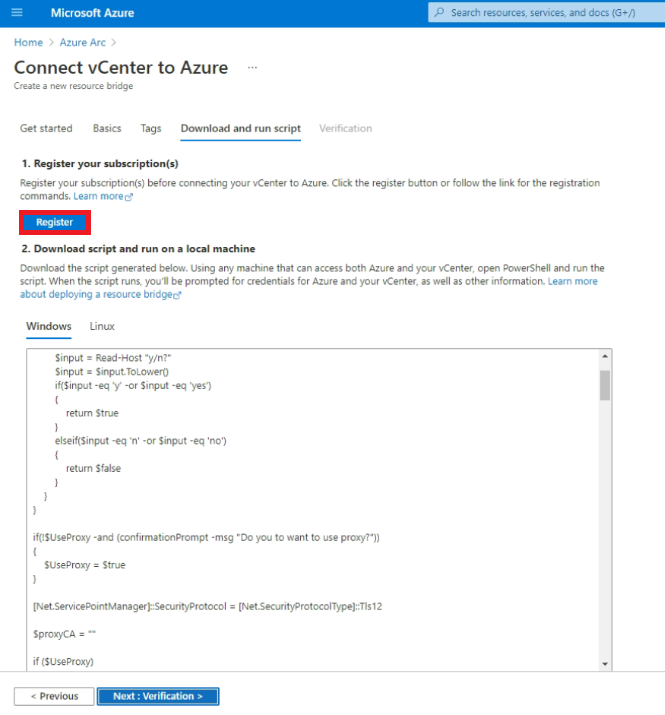 Microsoft Azure
Search resources, services, and docs (G+/)
Home > Azure Arc >
Connect vCenter to Azure ...
Create a new resource bridge
Get started Basics Tags Download and run script Verification
1. Register your subscription(s)
Register your subscription(s) before connecting your vCenter to Azure. Click the register button or follow the link for the registration
commands. Learn more
Register
2. Download script and run on a local machine
Download the script generated below. Using any machine that can access both Azure and your vCenter, open PowerShell and run the
script. When the script runs, you'll be prompted for credentials for Azure and your vCenter, as well as other information. Learn more
about deploying a resource bridge
Windows Linux
$input = Read-Host "y/n?"
$input = $input.ToLower()
if($input -eq 'y' -or $input -eq 'yes')
{
return $true
}
elseif($input -eq 'n' -or $input -eq 'no')
{
return $false
}
}
}
if(!$UseProxy -and (confirmationPrompt -msg "Do you to want to use proxy?"))
{
$UseProxy = $true
}
[Net.ServicePointManager]::SecurityProtocol = [Net.SecurityProtocolType]::Tls12
$proxyCA = ""
if ($UseProxy)
< Previous Next : Verification >